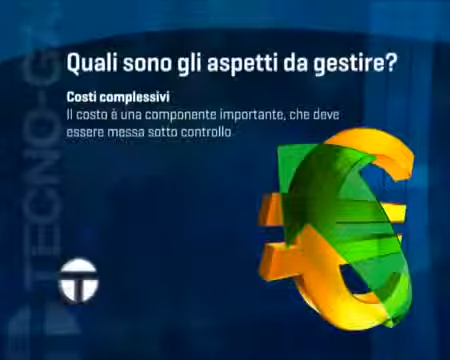 Quali sono gli aspetti da gestire?
Costi complessivi
Il costo è una componente importante, che deve
essere messa sotto controllo
TECNO-GA